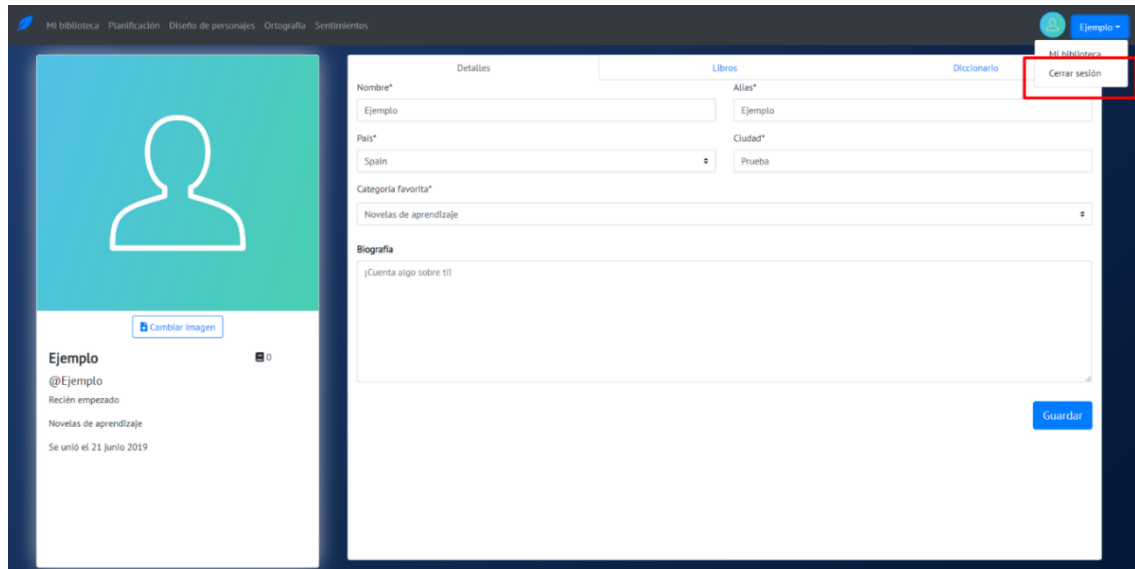 Mi biblioteca Planificación Diseño de personajes Ortografía Sentimientos
Ejemplo
Mi biblioteca
Cerrar sesión
Detalles
Libros
Diccionario
Nombre*
Alias*
Ejemplo
Ejemplo
País*
Ciudad*
Spain
Prueba
Categoría favorita*
Novelas de aprendizaje
Biografía
¡Cuenta algo sobre ti!
Guardar
Cambiar imagen
Ejemplo
0
@Ejemplo
Recién empezado
Novelas de aprendizaje
Se unió el 21 junio 2019